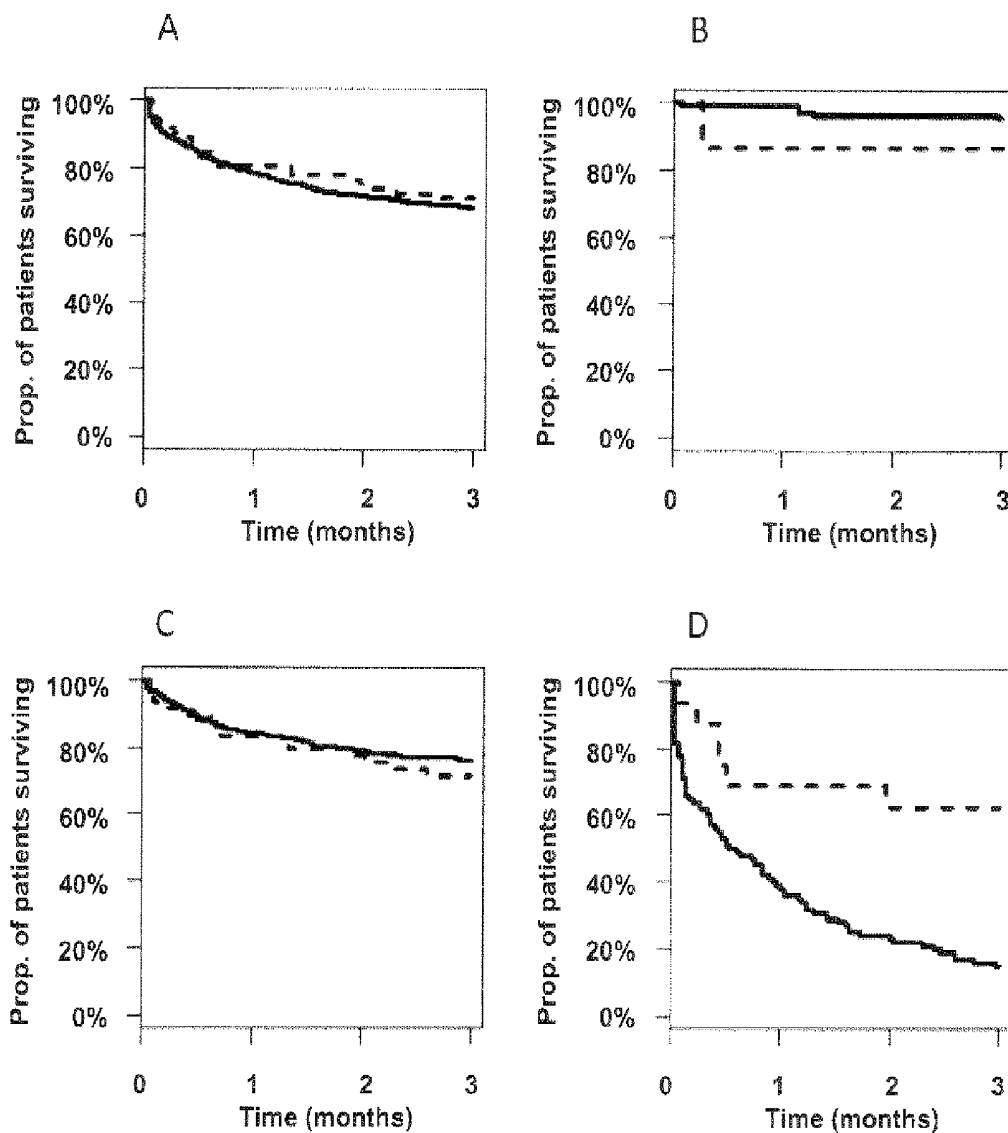 A
Prop. of patients surviving
100%
80%
60%
40%
20%
0%
0 1 2 3
Time (months)
B
Prop. of patients surviving
100%
80%
60%
40%
20%
0%
0 1 2 3
Time (months)
C
Prop. of patients surviving
100%
80%
60%
40%
20%
0%
0 1 2 3
Time (months)
D
Prop. of patients surviving
100%
80%
60%
40%
20%
0%
0 1 2 3
Time (months)